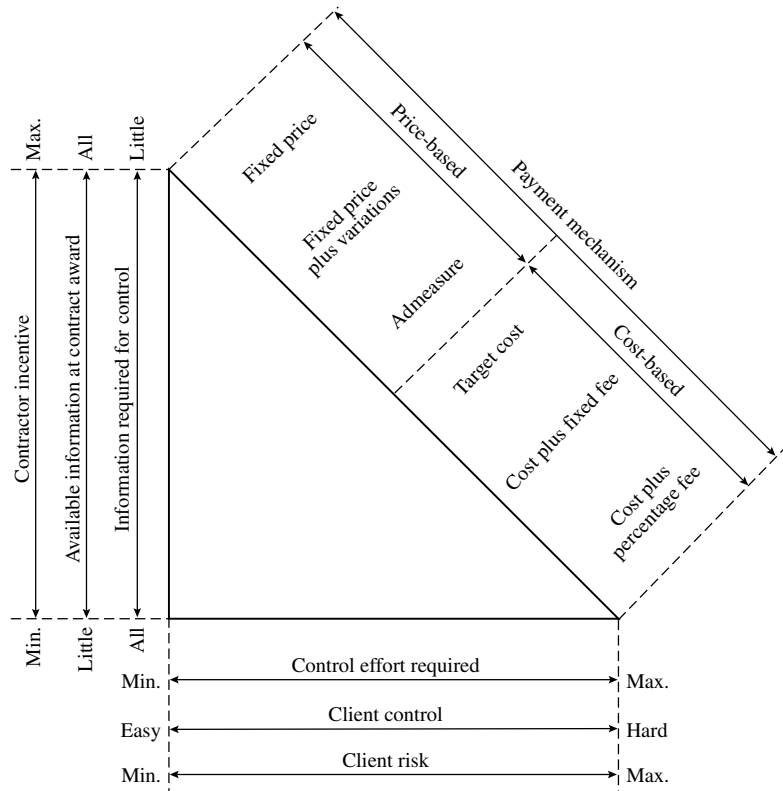 Max.
All
Little
Contractor incentive
Available information at contract award
Information required for control
Min.
Little
All
Fixed price
Fixed price
plus variations
Admeasure
Target cost
Cost plus fixed fee
Cost plus
percentage fee
Price-based
Cost-based
Payment mechanism
Min. Control effort required Max.
Easy Client control Hard
Min. Client risk Max.